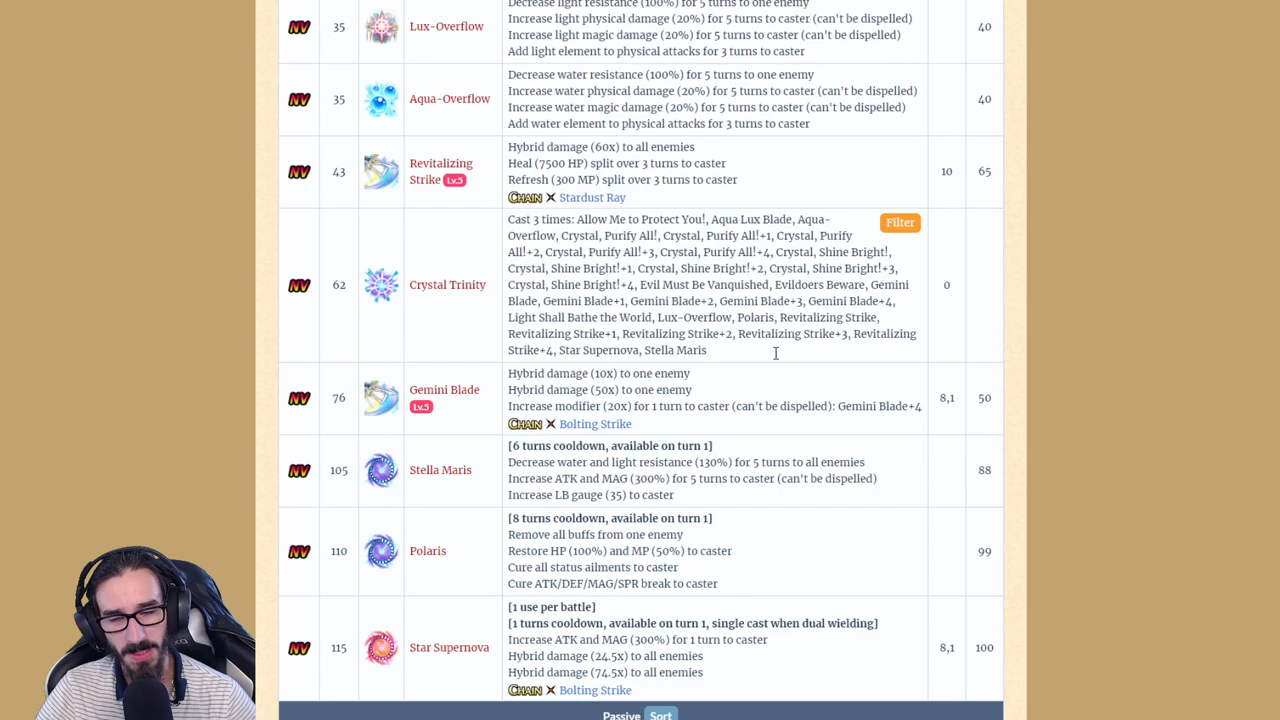 Decrease light resistance (100%) for 5 turns to one enemy
NV 35 Lux-Overflow Increase light physical damage (20%) for 5 turns to caster (can't be dispelled) 40
Increase light magic damage (20%) for 5 turns to caster (can't be dispelled)
Add light element to physical attacks for 3 turns to caster
Decrease water resistance (100%) for 5 turns to one enemy
Increase water physical damage (20%) for 5 turns to caster (can't be dispelled)
NV 35 Aqua-Overflow 40
Increase water magic damage (20%) for 5 turns to caster (can't be dispelled)
Add water element to physical attacks for 3 turns to caster
Hybrid damage (60x) to all enemies
NV 43 Revitalizing Heal (7500 HP) split over 3 turns to caster 10 65
Strike Lv.5 Refresh (300 MP) split over 3 turns to caster
CHAIN Stardust Ray
Cast 3 times: Allow Me to Protect You!, Aqua Lux Blade, Aqua- Filter
Overflow, Crystal, Purify All!, Crystal, Purify All!+1, Crystal, Purify
All!+2, Crystal, Purify All!+3, Crystal, Purify All!+4, Crystal, Shine Bright!,
Crystal, Shine Bright!+1, Crystal, Shine Bright!+2, Crystal, Shine Bright!+3,
NV 62 Crystal Trinity Crystal, Shine Bright!+4, Evil Must Be Vanquished, Evildoers Beware, Gemini 0
Blade, Gemini Blade+1, Gemini Blade+2, Gemini Blade+3, Gemini Blade+4,
Light Shall Bathe the World, Lux-Overflow, Polaris, Revitalizing Strike,
Revitalizing Strike+1, Revitalizing Strike+2, Revitalizing Strike+3, Revitalizing
Strike+4, Star Supernova, Stella Maris
Hybrid damage (10x) to one enemy
NV 76 Gemini Blade Hybrid damage (50x) to one enemy 8,1 50
Lv.5 Increase modifier (20x) for 1 turn to caster (can't be dispelled): Gemini Blade+4
CHAIN Bolting Strike
[6 turns cooldown, available on turn 1]
NV 105 Stella Maris Decrease water and light resistance (130%) for 5 turns to all enemies 88
Increase ATK and MAG (300%) for 5 turns to caster (can't be dispelled)
Increase LB gauge (35) to caster
[8 turns cooldown, available on turn 1]
Remove all buffs from one enemy
NV 110 Polaris Restore HP (100%) and MP (50%) to caster 99
Cure all status ailments to caster
Cure ATK/DEF/MAG/SPR break to caster
[1 use per battle]
[1 turns cooldown, available on turn 1, single cast when dual wielding]
NV 115 Star Supernova Increase ATK and MAG (300%) for 1 turn to caster 8,1 100
Hybrid damage (24.5x) to all enemies
Hybrid damage (74.5x) to all enemies
CHAIN Bolting Strike
Passive Sort